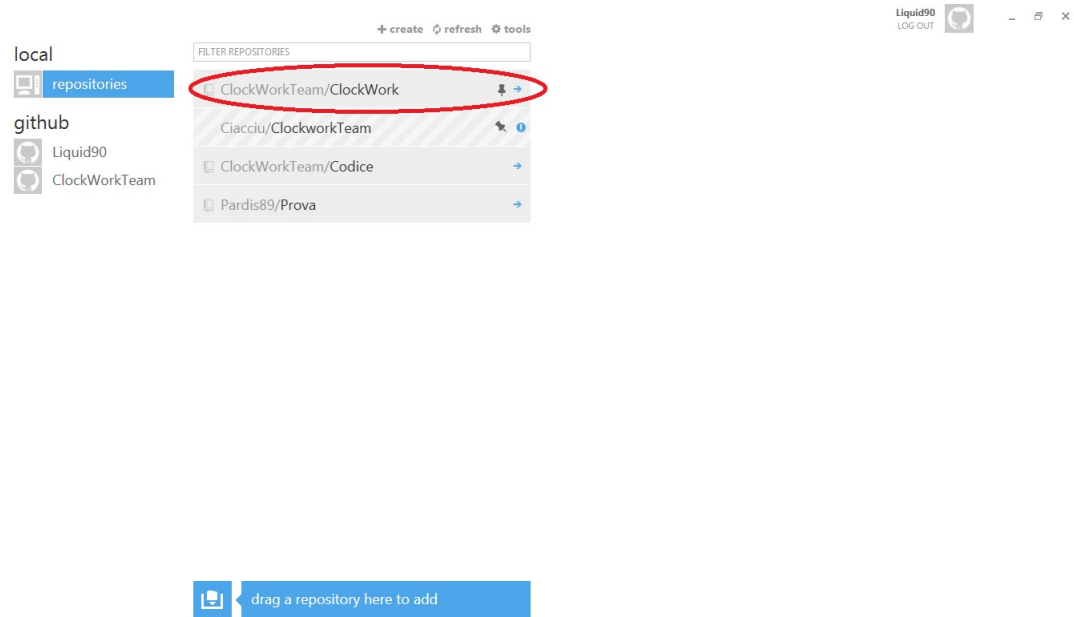 Liquid90
LOG OUT
create refresh tools
local
FILTER REPOSITORIES
repositories
ClockWorkTeam/ClockWork
github
Ciacciu/ClockworkTeam
Liquid90
ClockWorkTeam/Codice
ClockWorkTeam
Pardis89/Prova
drag a repository here to add